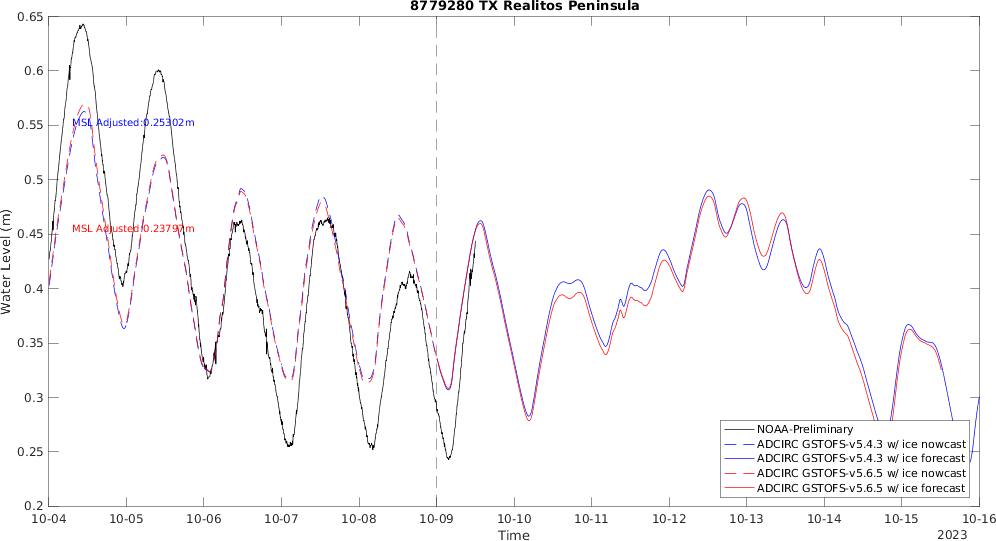 8779280 TX Realitos Peninsula
0.65
0.6
0.55
0.5
0.45
0.4
0.35
0.3
0.25
0.2
Water Level (m)
MSL Adjusted:0.25302m
MSL Adjusted:0.23797m
NOAA-Preliminary
ADCIRC GSTOFS-v5.4.3 w/ ice nowcast
ADCIRC GSTOFS-v5.4.3 w/ ice forecast
ADCIRC GSTOFS-v5.6.5 w/ ice nowcast
ADCIRC GSTOFS-v5.6.5 w/ ice forecast
10-04 10-05 10-06 10-07 10-08 10-09 10-10 10-11 10-12 10-13 10-14 10-15 10-16
Time
2023